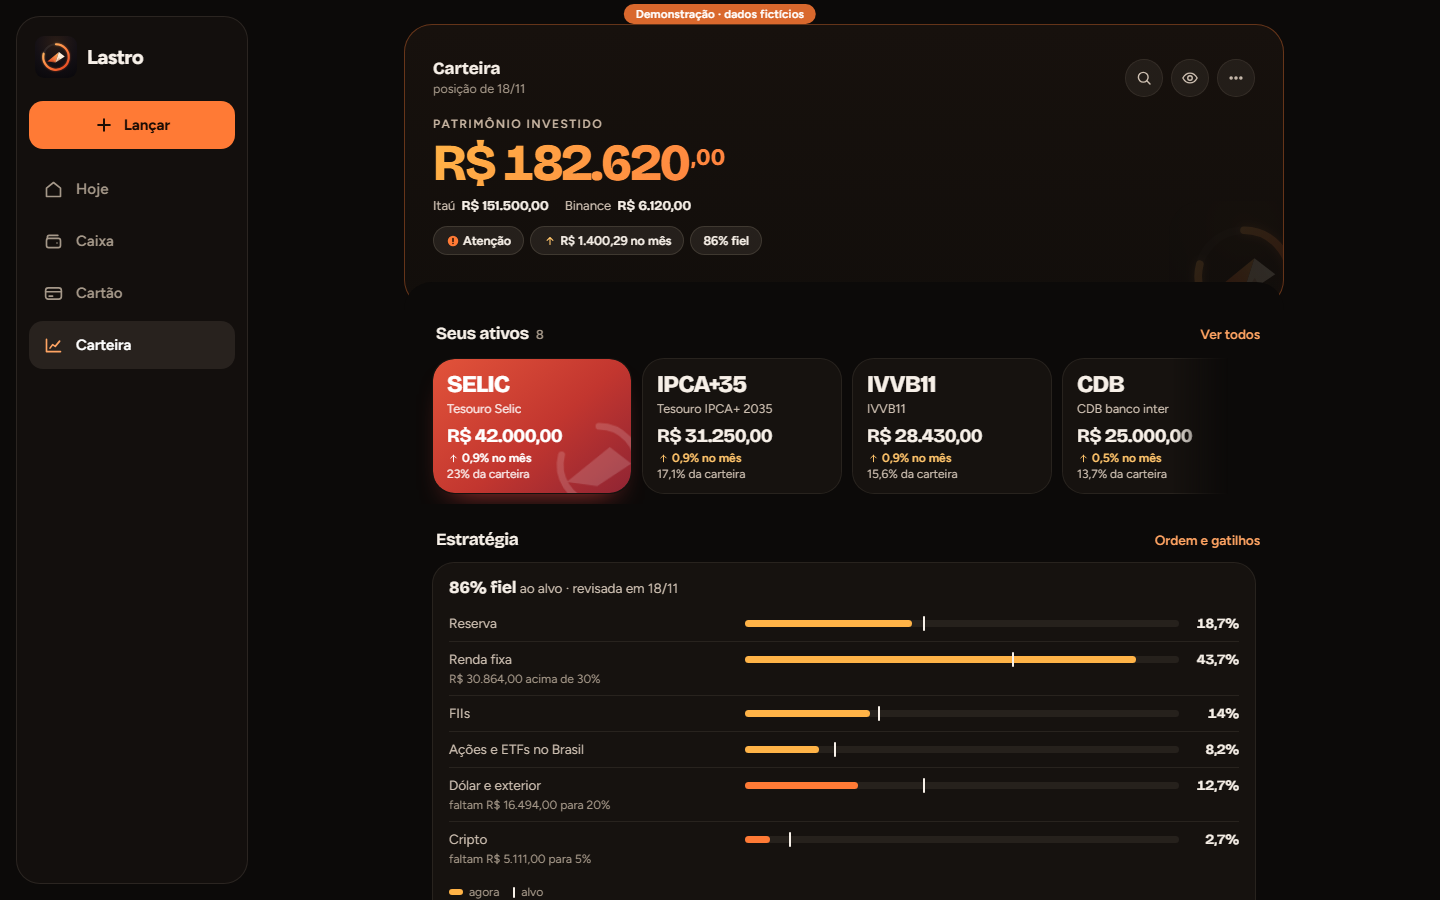 Demonstração · dados fictícios
Lastro
Lançar
Hoje
Caixa
Cartão
Carteira
Carteira
posição de 18/11
PATRIMÔNIO INVESTIDO
R$ 182.620,00
Itaú R$ 151.500,00 Binance R$ 6.120,00
Atenção ↑ R$ 1.400,29 no mês 86% fiel
Seus ativos 8 Ver todos
SELIC
Tesouro Selic
R$ 42.000,00
↑ 0,9% no mês
23% da carteira
IPCA+35
Tesouro IPCA+ 2035
R$ 31.250,00
↑ 0,9% no mês
17,1% da carteira
IVVB11
IVVB11
R$ 28.430,00
↑ 0,9% no mês
15,6% da carteira
CDB
CDB banco inter
R$ 25.000,00
↑ 0,5% no mês
13,7% da carteira
Estratégia Ordem e gatilhos
86% fiel ao alvo · revisada em 18/11
Reserva 18,7%
Renda fixa 43,7%
R$ 30.864,00 acima de 30%
FIIs 14%
Ações e ETFs no Brasil 8,2%
Dólar e exterior 12,7%
faltam R$ 16.494,00 para 20%
Cripto 2,7%
faltam R$ 5.111,00 para 5%
agora alvo